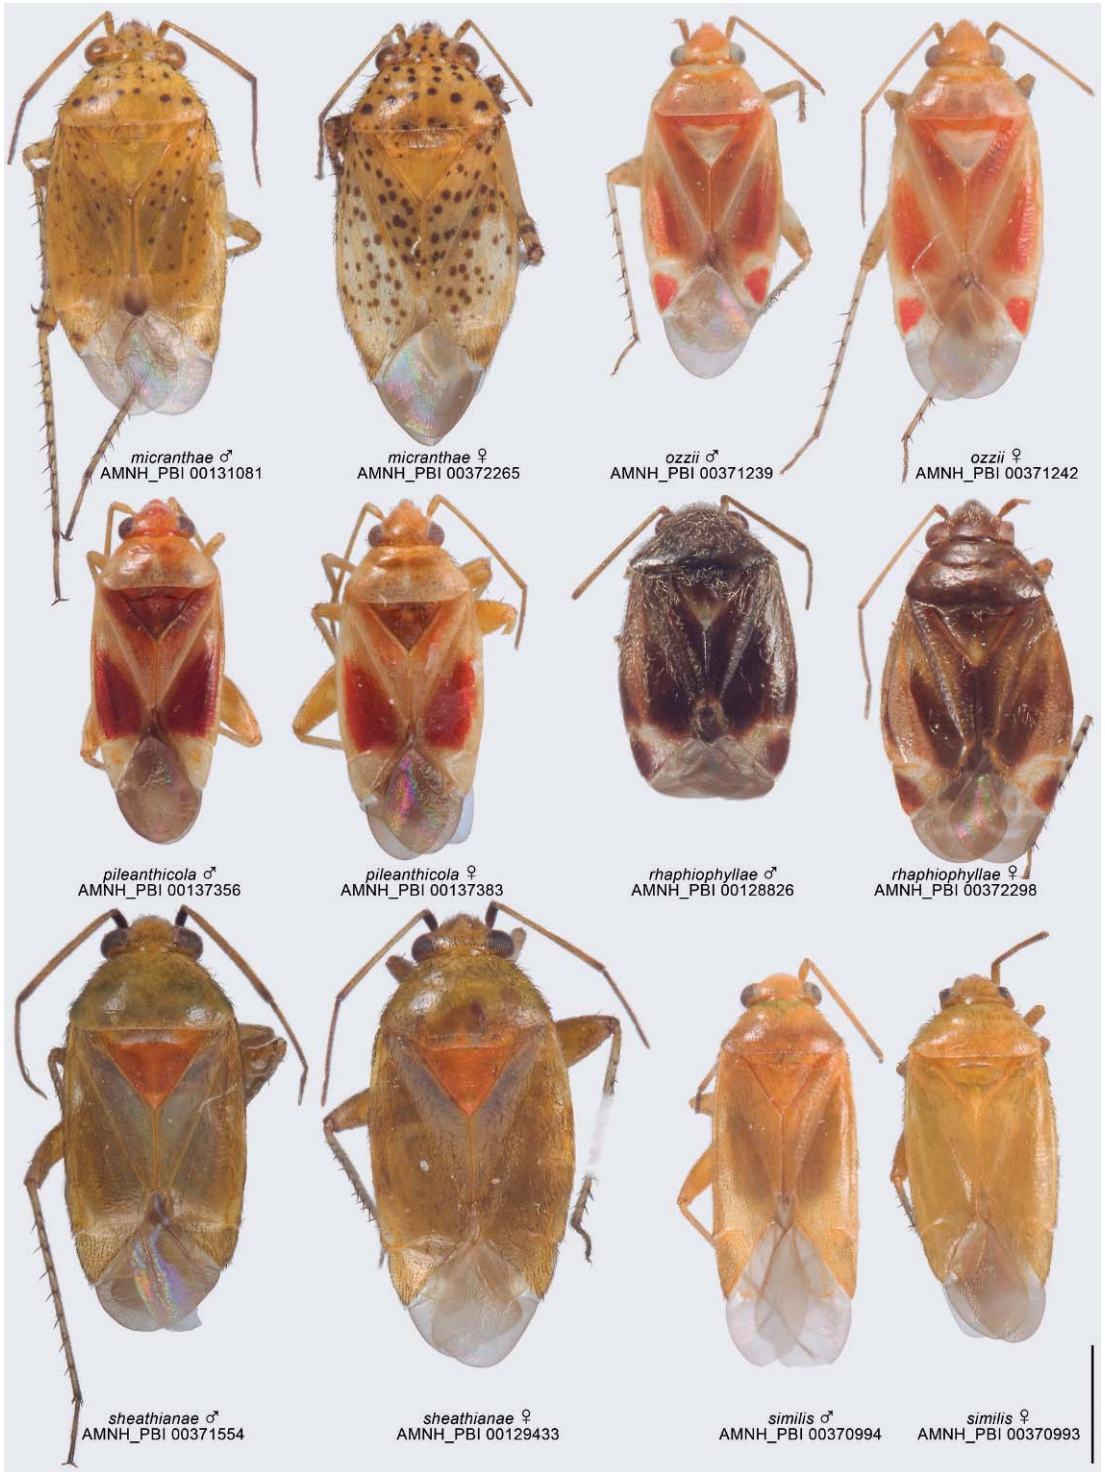 micranthae ♂
AMNH_PBI 00131081
micranthae ♀
AMNH_PBI 00372265
ozzii ♂
AMNH_PBI 00371239
ozzii ♀
AMNH_PBI 00371242
pileanthicola ♂
AMNH_PBI 00137356
pileanthicola ♀
AMNH_PBI 00137383
rhaphiophyllae ♂
AMNH_PBI 00128826
rhaphiophyllae ♀
AMNH_PBI 00372298
sheathianae ♂
AMNH_PBI 00371554
sheathianae ♀
AMNH_PBI 00129433
similis ♂
AMNH_PBI 00370994
similis ♀
AMNH_PBI 00370993